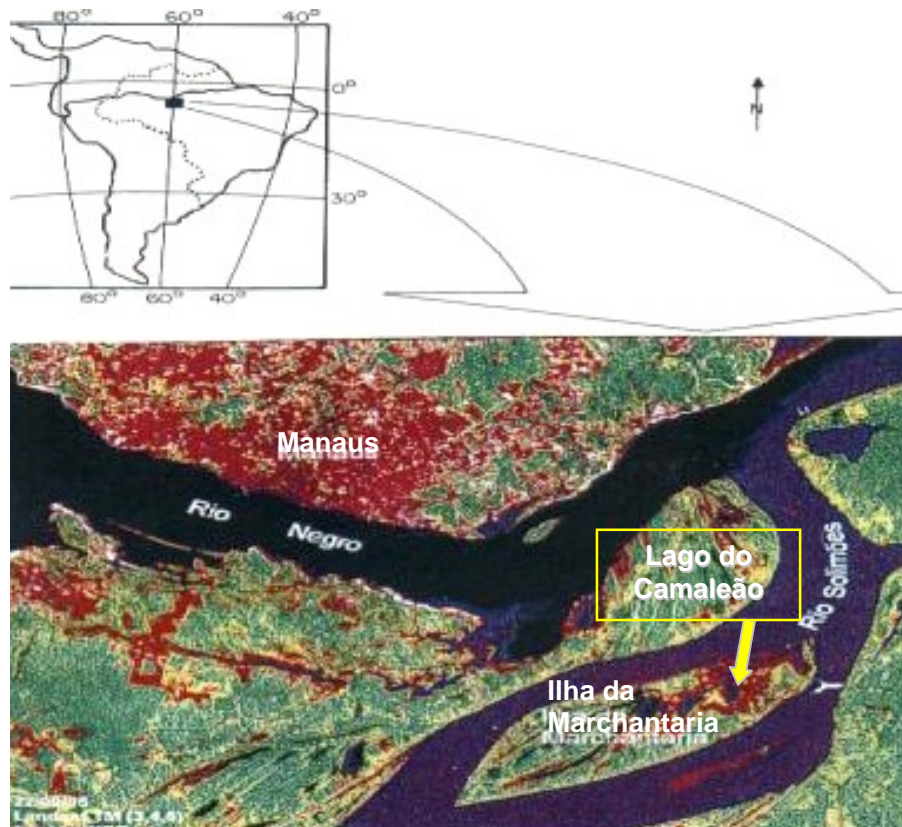 80° 60° 40°
0°
N
30°
80° 60° 40°
Manaus
Rio Negro
Lago do
Camaleão
Rio Solimões
Ilha da
Marchantaria
Landsat TM (3,4,5)